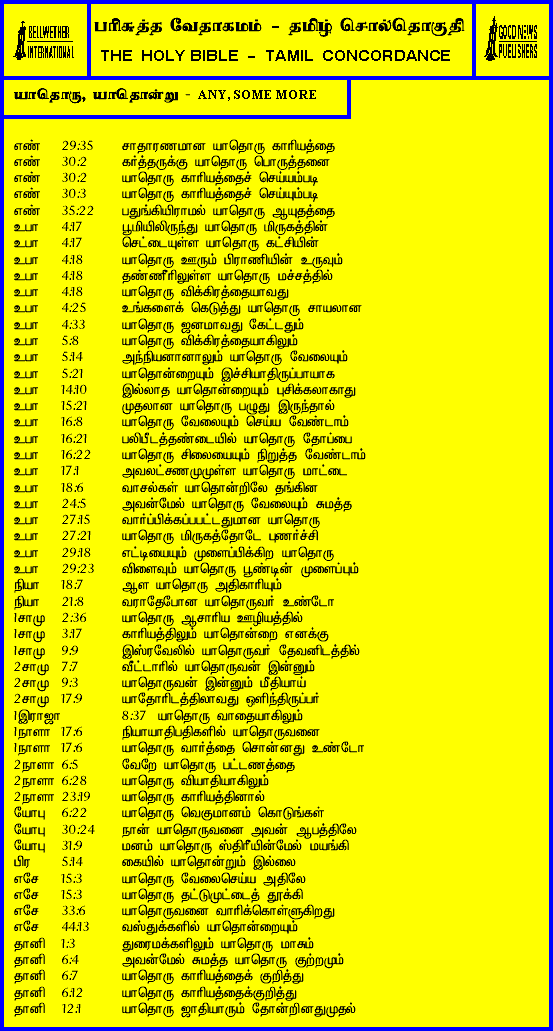 BELLWETHER
INTERNATIONAL
பரிசுத்த வேதாகமம் - தமிழ் சொல்தொகுதி
THE HOLY BIBLE - TAMIL CONCORDANCE
GOOD NEWS
PUBLISHERS
யாதொரு, யாதொன்று - ANY, SOME MORE
எண் 29:35 சாதாரணமான யாதொரு காரியத்தை
எண் 30:2 கர்த்தருக்கு யாதொரு பொருத்தனை
எண் 30:2 யாதொரு காரியத்தைச் செய்யம்படி
எண் 30:3 யாதொரு காரியத்தைச் செய்யும்படி
எண் 35:22 பதுங்கியிராமல் யாதொரு ஆயுதத்தை
உபா 4:17 பூமியிலிருந்து யாதொரு மிருகத்தின்
உபா 4:17 செட்டையுள்ள யாதொரு கட்சியின்
உபா 4:18 யாதொரு ஊரும் பிராணியின் உருவும்
உபா 4:18 தண்ணீரிலுள்ள யாதொரு மச்சத்தில்
உபா 4:18 யாதொரு விக்கிரத்தையாவது
உபா 4:25 உங்களைக் கெடுத்து யாதொரு சாயலான
உபா 4:33 யாதொரு ஜனமாவது கேட்டதும்
உபா 5:8 யாதொரு விக்கிரத்தையாகிலும்
உபா 5:14 அந்நியனானாலும் யாதொரு வேலையும்
உபா 5:21 யாதொன்றையும் இச்சியாதிருப்பாயாக
உபா 14:10 இல்லாத யாதொன்றையும் புசிக்கலாகாது
உபா 15:21 முதலான யாதொரு பழுது இருந்தால்
உபா 16:8 யாதொரு வேலையும் செய்ய வேண்டாம்
உபா 16:21 பலிபீடத்தண்டையில் யாதொரு தோப்பை
உபா 16:22 யாதொரு சிலையையும் நிறுத்த வேண்டாம்
உபா 17:1 அவலட்சணமுமுள்ள யாதொரு மாட்டை
உபா 18:6 வாசல்கள் யாதொன்றிலே தங்கின
உபா 24:5 அவன்மேல் யாதொரு வேலையும் சுமத்த
உபா 27:15 வார்ப்பிக்கப்பபட்டதுமான யாதொரு
உபா 27:21 யாதொரு மிருகத்தோடே புணர்ச்சி
உபா 29:18 எட்டியையும் முளைப்பிக்கிற யாதொரு
உபா 29:23 விளைவும் யாதொரு பூண்டின் முளைப்பும்
நியா 18:7 ஆள யாதொரு அதிகாரியும்
நியா 21:8 வராதேபோன யாதொருவர் உண்டோ
1சாமு 2:36 யாதொரு ஆசாரிய ஊழியத்தில்
1சாமு 3:17 காரியத்திலும் யாதொன்றை எனக்கு
1சாமு 9:9 இஸ்ரவேலில் யாதொருவர் தேவனிடத்தில்
2சாமு 7:7 வீட்டாரில் யாதொருவன் இன்னும்
2சாமு 9:3 யாதொருவன் இன்னும் மீதியாய்
2சாமு 17:9 யாதோரிடத்திலாவது ஒளிந்திருப்பர்
1இராஜா 8:37 யாதொரு வாதையாகிலும்
1நாளா 17:6 நியாயாதிபதிகளில் யாதொருவனை
1நாளா 17:6 யாதொரு வார்த்தை சொன்னது உண்டோ
2நாளா 6:5 வேறே யாதொரு பட்டணத்தை
2நாளா 6:28 யாதொரு வியாதியாகிலும்
2நாளா 23:19 யாதொரு காரியத்தினால்
யோபு 6:22 யாதொரு வெகுமானம் கொடுங்கள்
யோபு 30:24 நான் யாதொருவனை அவன் ஆபத்திலே
யோபு 31:9 மனம் யாதொரு ஸ்திரீயின்மேல் மயங்கி
பிர 5:14 கையில் யாதொன்றும் இல்லை
எசே 15:3 யாதொரு வேலைசெய்ய அதிலே
எசே 15:3 யாதொரு தட்டுமுட்டைத் தூக்கி
எசே 33:6 யாதொருவனை வாரிக்கொள்ளுகிறது
எசே 44:13 வஸ்துக்களில் யாதொன்றையும்
தானி 1:3 துரைமக்களிலும் யாதொரு மாசும்
தானி 6:4 அவன்மேல் சுமத்த யாதொரு குற்றமும்
தானி 6:7 யாதொரு காரியத்தைக் குறித்து
தானி 6:12 யாதொரு காரியத்தைக்குறித்து
தானி 12:1 யாதொரு ஜாதியாரும் தோன்றினதுமுதல்